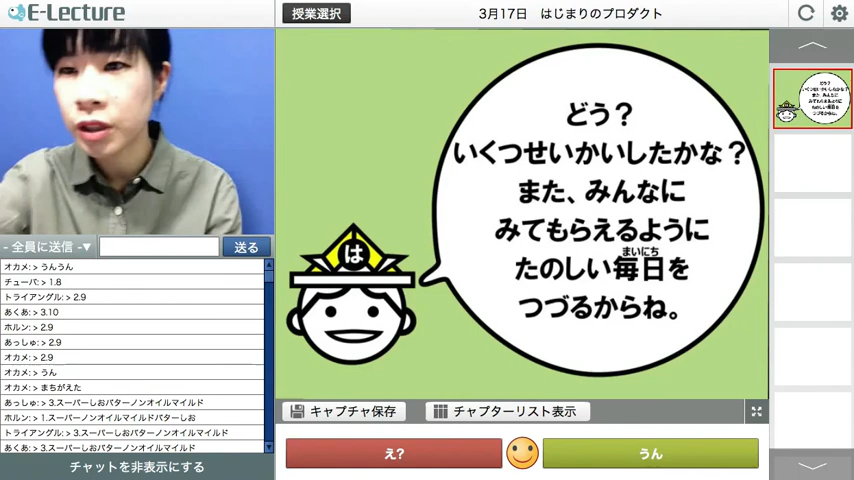 E-Lecture
授業選択
3月17日 はじまりのプロダクト
どう？
いくつせいかいしたかな？
また、みんなに
みてもらえるように
まいにち
たのしい毎日を
つづるからね。
は
- 全員に送信 -▼
送る
オカメ: > うんうん
チューバ: > 1.8
トライアングル: > 2.9
あくあ: > 3.10
ホルン: > 2.9
あっしゅ: > 2.9
オカメ: > 2.9
オカメ: > うん
オカメ: > まちがえた
あっしゅ: > 3.スーパーしおバターノンオイルマイルド
ホルン: > 1.スーパーノンオイルマイルドバターしお
トライアングル: > 3.スーパーしおバターノンオイルマイルド
あくあ: > 3.スーパーしおバターノンオイルマイルド
チャットを非表示にする
キャプチャ保存
チャプターリスト表示
え?
うん